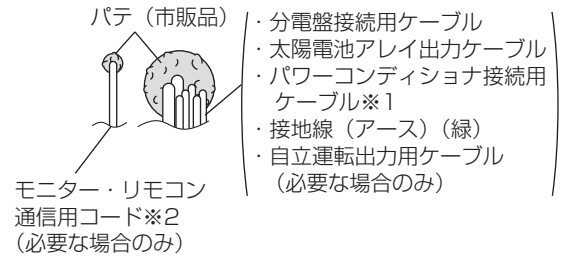 パテ（市販品）
・分電盤接続用ケーブル
・太陽電池アレイ出力ケーブル
・パワーコンディショナ接続用
ケーブル※1
・接地線（アース）（緑）
・自立運転出力用ケーブル
（必要な場合のみ）
モニター・リモコン
通信用コード※2
（必要な場合のみ）